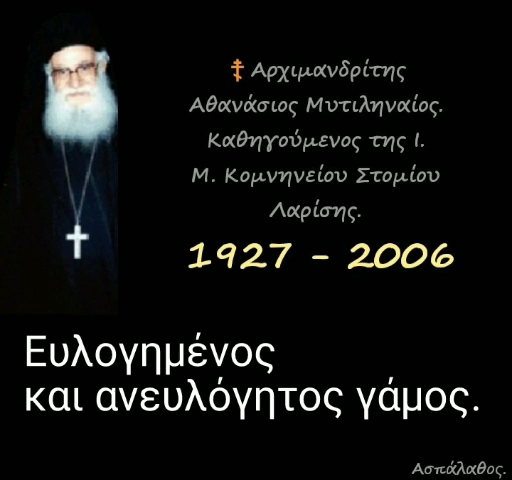 ‡ Αρχιμανδρίτης
Αθανάσιος Μυτιληναίος.
Καθηγούμενος της Ι.
Μ. Κομνηνείου Στομίου
Λαρίσης.
1927 - 2006
Ευλογημένος
και ανευλόγητος γάμος.
Ασπάλαθος.